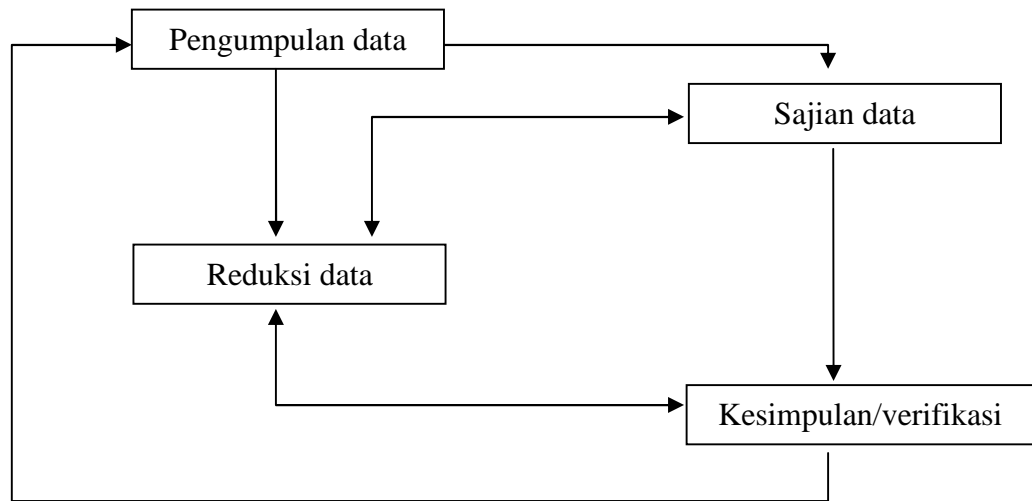 Pengumpulan data
Sajian data
Reduksi data
Kesimpulan/verifikasi